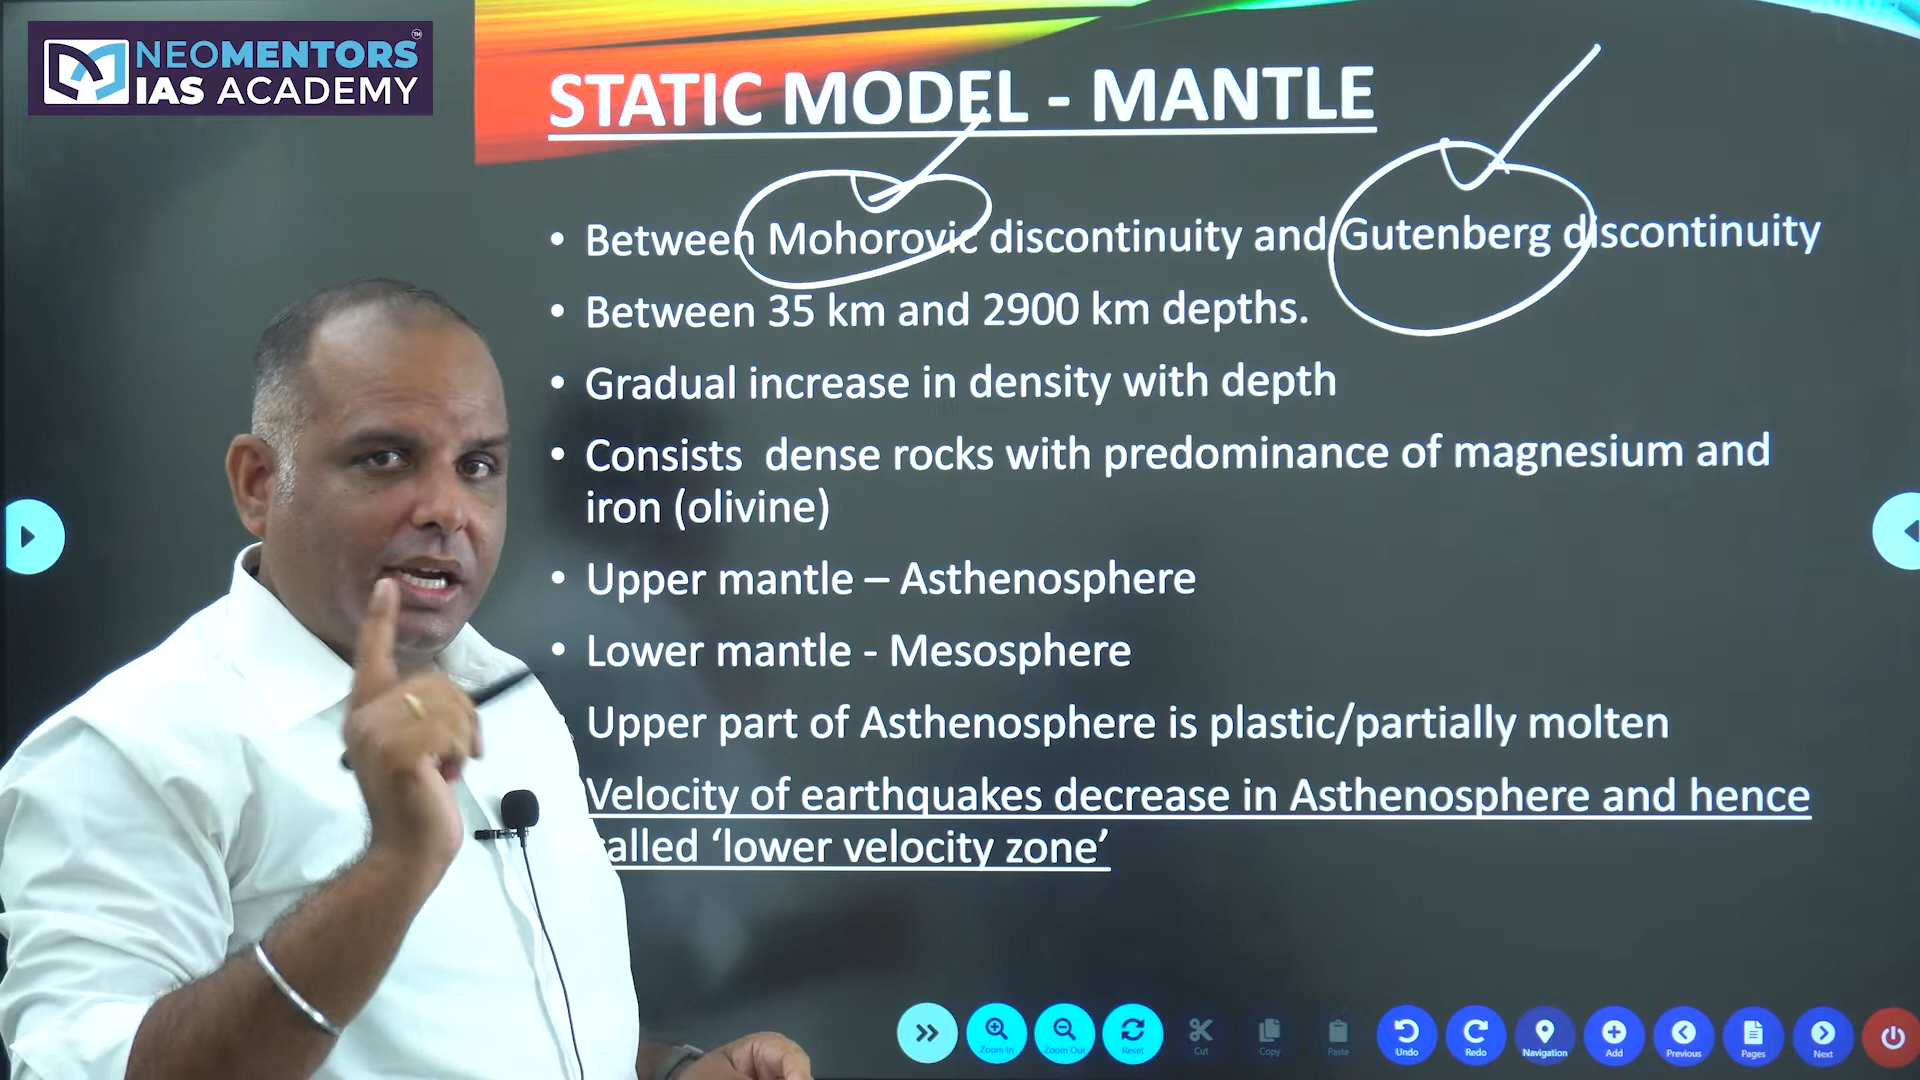 NEOMENTORS™
IAS ACADEMY
STATIC MODEL - MANTLE
• Between Mohorovic discontinuity and Gutenberg discontinuity
• Between 35 km and 2900 km depths.
• Gradual increase in density with depth
• Consists dense rocks with predominance of magnesium and
iron (olivine)
• Upper mantle – Asthenosphere
• Lower mantle - Mesosphere
Upper part of Asthenosphere is plastic/partially molten
Velocity of earthquakes decrease in Asthenosphere and hence
alled ‘lower velocity zone’
Zoom In Zoom Out Reset Cut Copy Paste Undo Redo Navigation Add Previous Pages Next